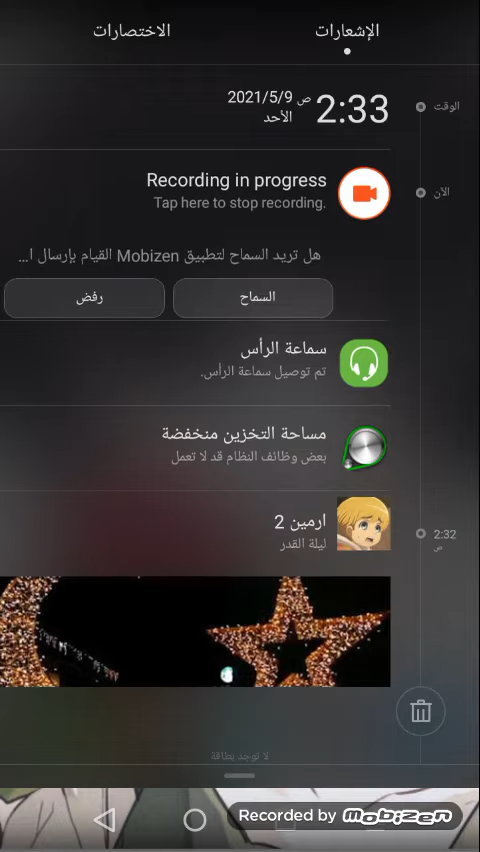 الإشعارات
الاختصارات
الوقت
2:33 ص 2021/5/9
الأحد
الآن
Recording in progress
Tap here to stop recording.
هل تريد السماح لتطبيق Mobizen القيام بإرسال ا...
السماح
رفض
سماعة الرأس
تم توصيل سماعة الرأس.
مساحة التخزين منخفضة
بعض وظائف النظام قد لا تعمل
2:32
ص
ارمين 2
ليلة القدر
لا توجد بطاقة
Recorded by Mobizen